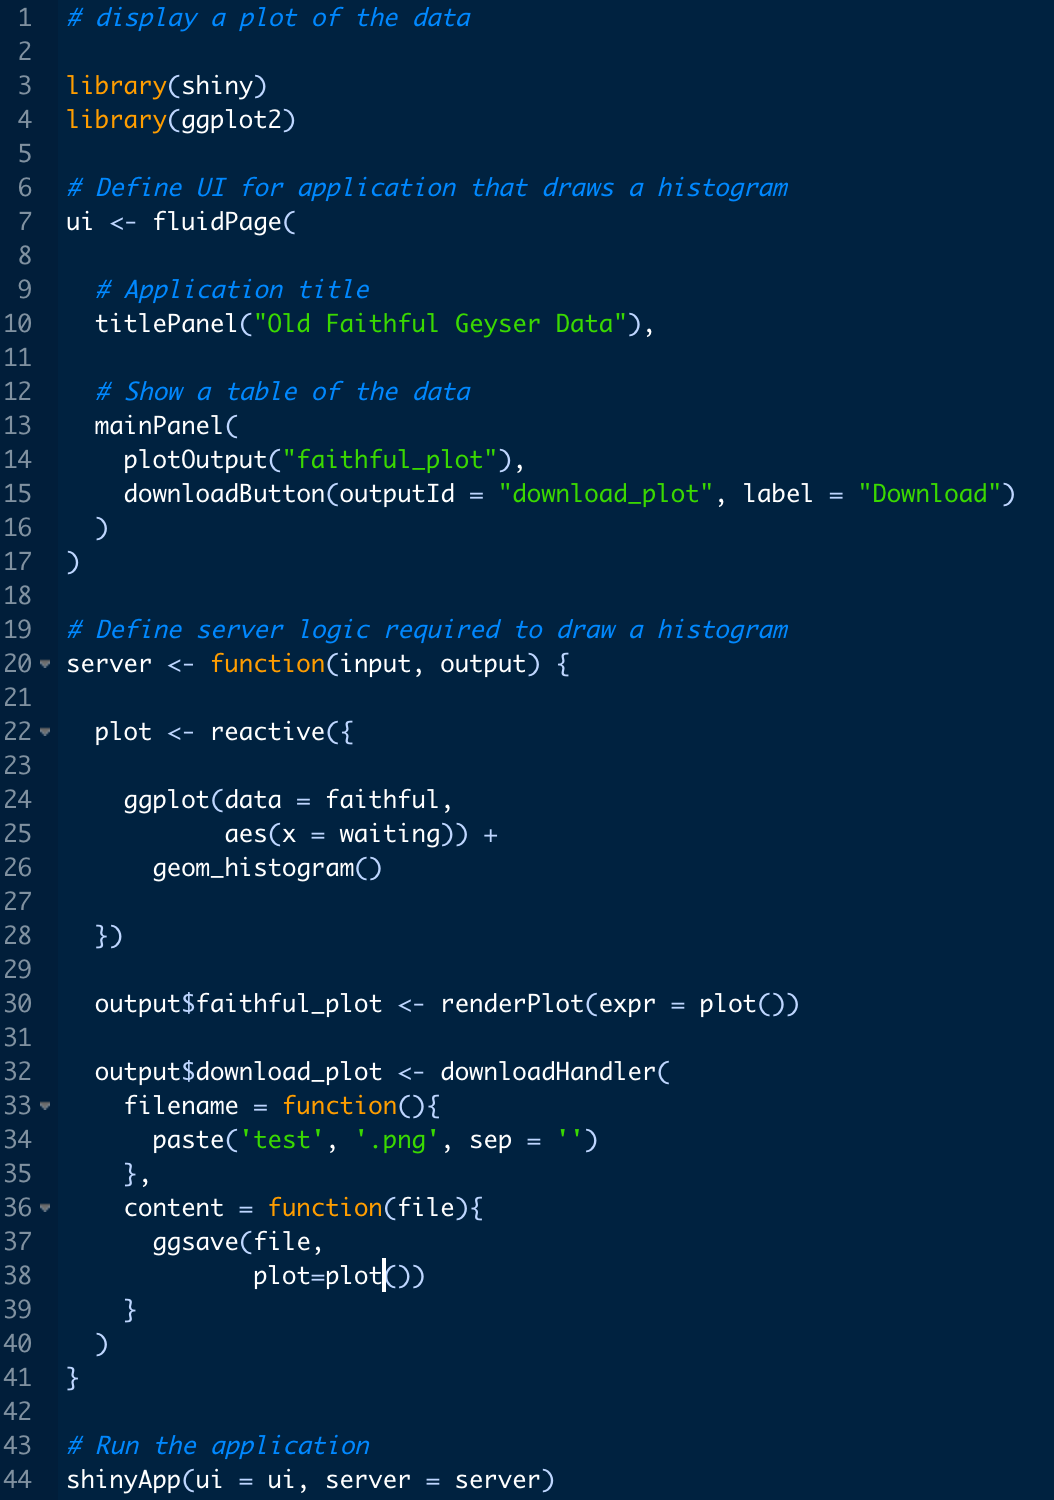 1 # display a plot of the data
2
3 library(shiny)
4 library(ggplot2)
5
6 # Define UI for application that draws a histogram
7 ui <- fluidPage(
8
9   # Application title
10   titlePanel("Old Faithful Geyser Data"),
11
12   # Show a table of the data
13   mainPanel(
14     plotOutput("faithful_plot"),
15     downloadButton(outputId = "download_plot", label = "Download")
16   )
17 )
18
19 # Define server logic required to draw a histogram
20 server <- function(input, output) {
21
22   plot <- reactive({
23
24     ggplot(data = faithful,
25            aes(x = waiting)) +
26       geom_histogram()
27
28   })
29
30   output$faithful_plot <- renderPlot(expr = plot())
31
32   output$download_plot <- downloadHandler(
33     filename = function(){
34       paste('test', '.png', sep = '')
35     },
36     content = function(file){
37       ggsave(file,
38              plot=plot())
39     }
40   )
41 }
42
43 # Run the application
44 shinyApp(ui = ui, server = server)